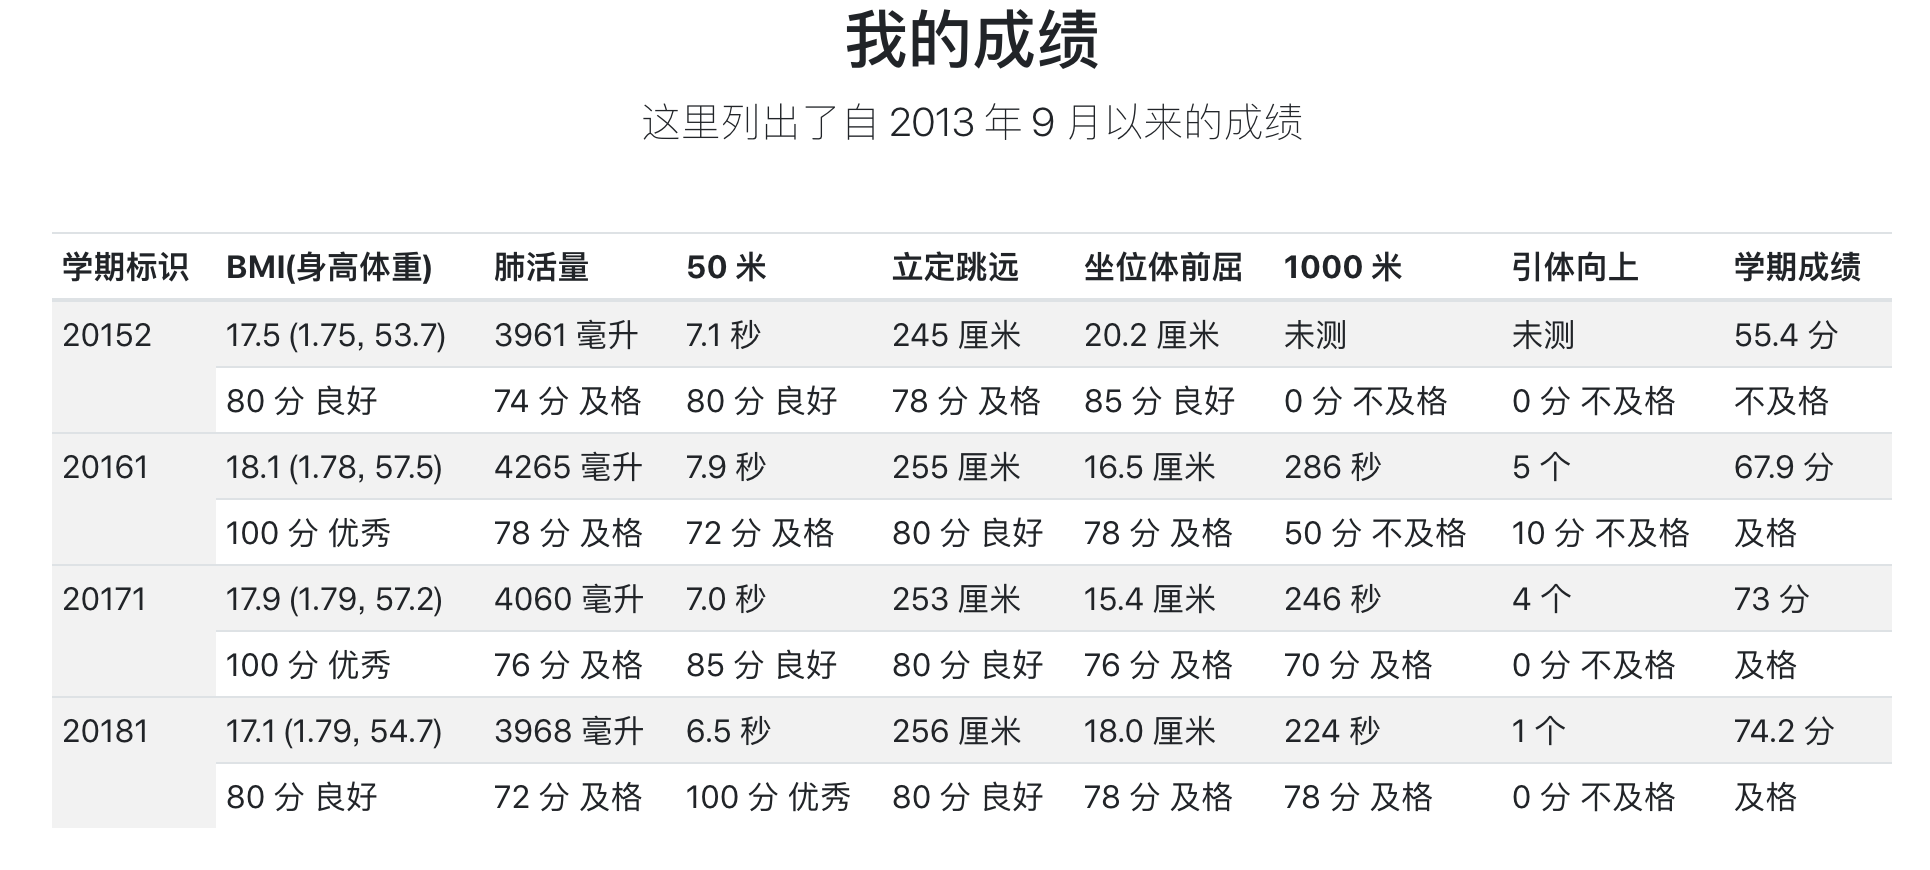 我的成绩
这里列出了自 2013 年 9 月以来的成绩
学期标识 BMI(身高体重) 肺活量 50 米 立定跳远 坐位体前屈 1000 米 引体向上 学期成绩
20152 17.5 (1.75, 53.7) 3961 毫升 7.1 秒 245 厘米 20.2 厘米 未测 未测 55.4 分
80 分 良好 74 分 及格 80 分 良好 78 分 及格 85 分 良好 0 分 不及格 0 分 不及格 不及格
20161 18.1 (1.78, 57.5) 4265 毫升 7.9 秒 255 厘米 16.5 厘米 286 秒 5 个 67.9 分
100 分 优秀 78 分 及格 72 分 及格 80 分 良好 78 分 及格 50 分 不及格 10 分 不及格 及格
20171 17.9 (1.79, 57.2) 4060 毫升 7.0 秒 253 厘米 15.4 厘米 246 秒 4 个 73 分
100 分 优秀 76 分 及格 85 分 良好 80 分 良好 76 分 及格 70 分 及格 0 分 不及格 及格
20181 17.1 (1.79, 54.7) 3968 毫升 6.5 秒 256 厘米 18.0 厘米 224 秒 1 个 74.2 分
80 分 良好 72 分 及格 100 分 优秀 80 分 良好 78 分 及格 78 分 及格 0 分 不及格 及格